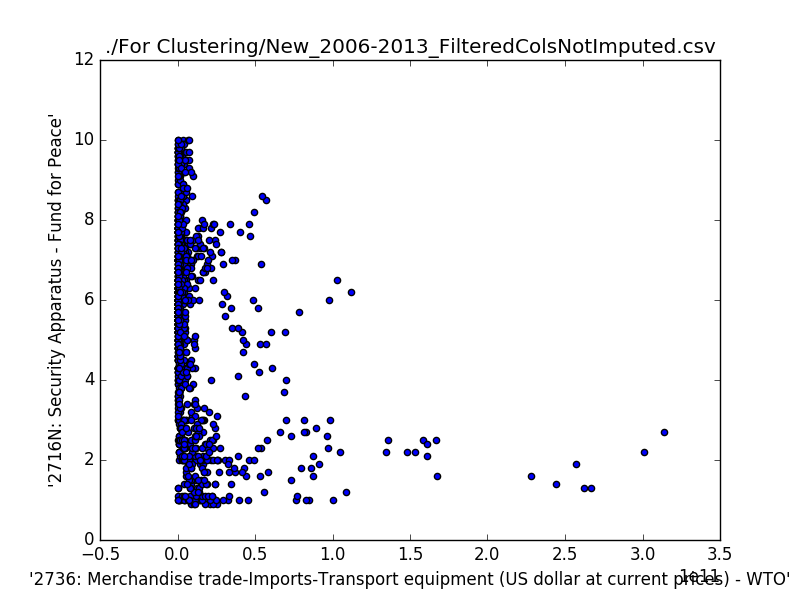 ./For Clustering/New_2006-2013_FilteredColsNotImputed.csv
12
10
8
6
4
2
0
'2716N: Security Apparatus - Fund for Peace'
−0.5 0.0 0.5 1.0 1.5 2.0 2.5 3.0 3.5
1e11
'2736: Merchandise trade-Imports-Transport equipment (US dollar at current prices) - WTO'